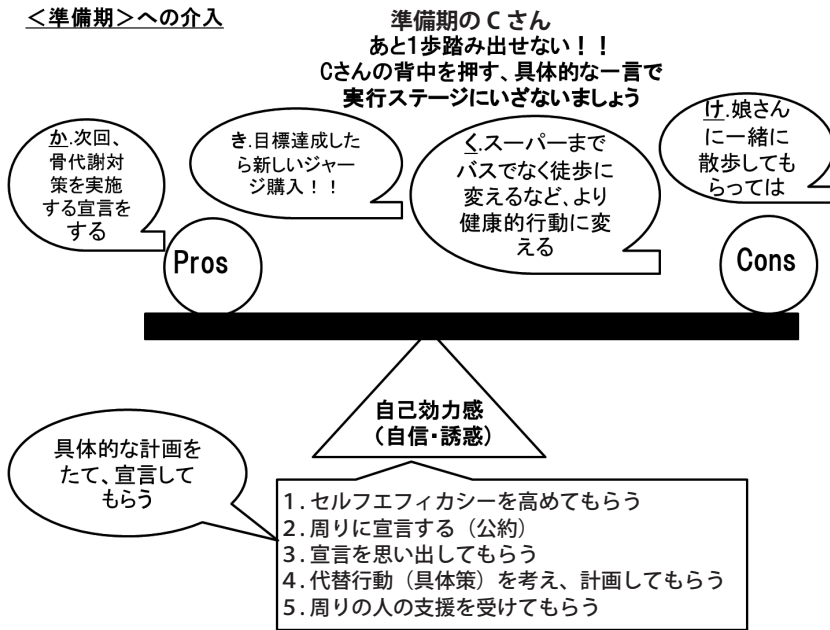 <準備期>への介入
準備期のCさん
あと1歩踏み出せない！！
Cさんの背中を押す、具体的な一言で
実行ステージにいざないましょう
か.次回、
骨代謝対
策を実施
する宣言を
する
き.目標達成した
ら新しいジャー
ジ購入！！
く.スーパーまで
バスでなく徒歩に
変えるなど、より
健康的行動に変
える
け.娘さん
に一緒に
散歩しても
らっては
Pros
Cons
自己効力感
（自信・誘惑）
具体的な計画を
たて、宣言して
もらう
1.セルフエフィカシーを高めてもらう
2.周りに宣言する（公約）
3.宣言を思い出してもらう
4.代替行動（具体策）を考え、計画してもらう
5.周りの人の支援を受けてもらう